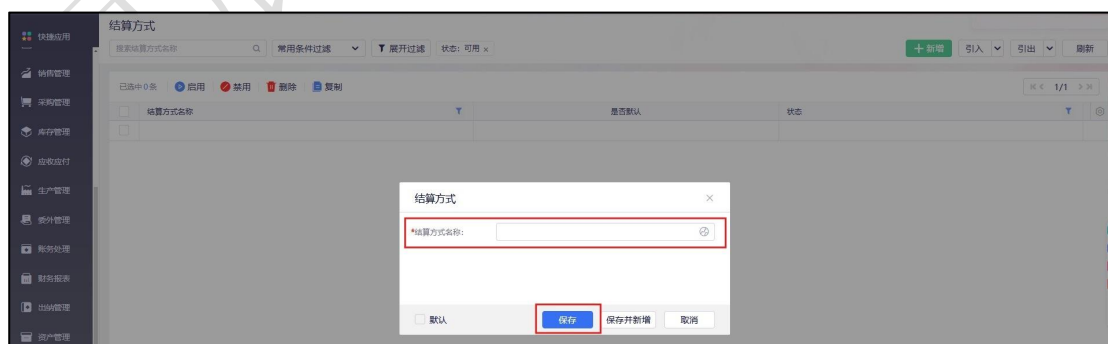 结算方式
快捷应用
搜索结算方式名称 常用条件过滤 展开过滤 状态: 可用 × 新增 引入 引出 刷新
销售管理
已选中0条 启用 禁用 删除 复制 1/1
采购管理
结算方式名称 是否默认 状态
库存管理
应收应付
生产管理
结算方式
委外管理
*结算方式名称:
账务处理
财务报表
出纳管理
默认 保存 保存并新增 取消
资产管理